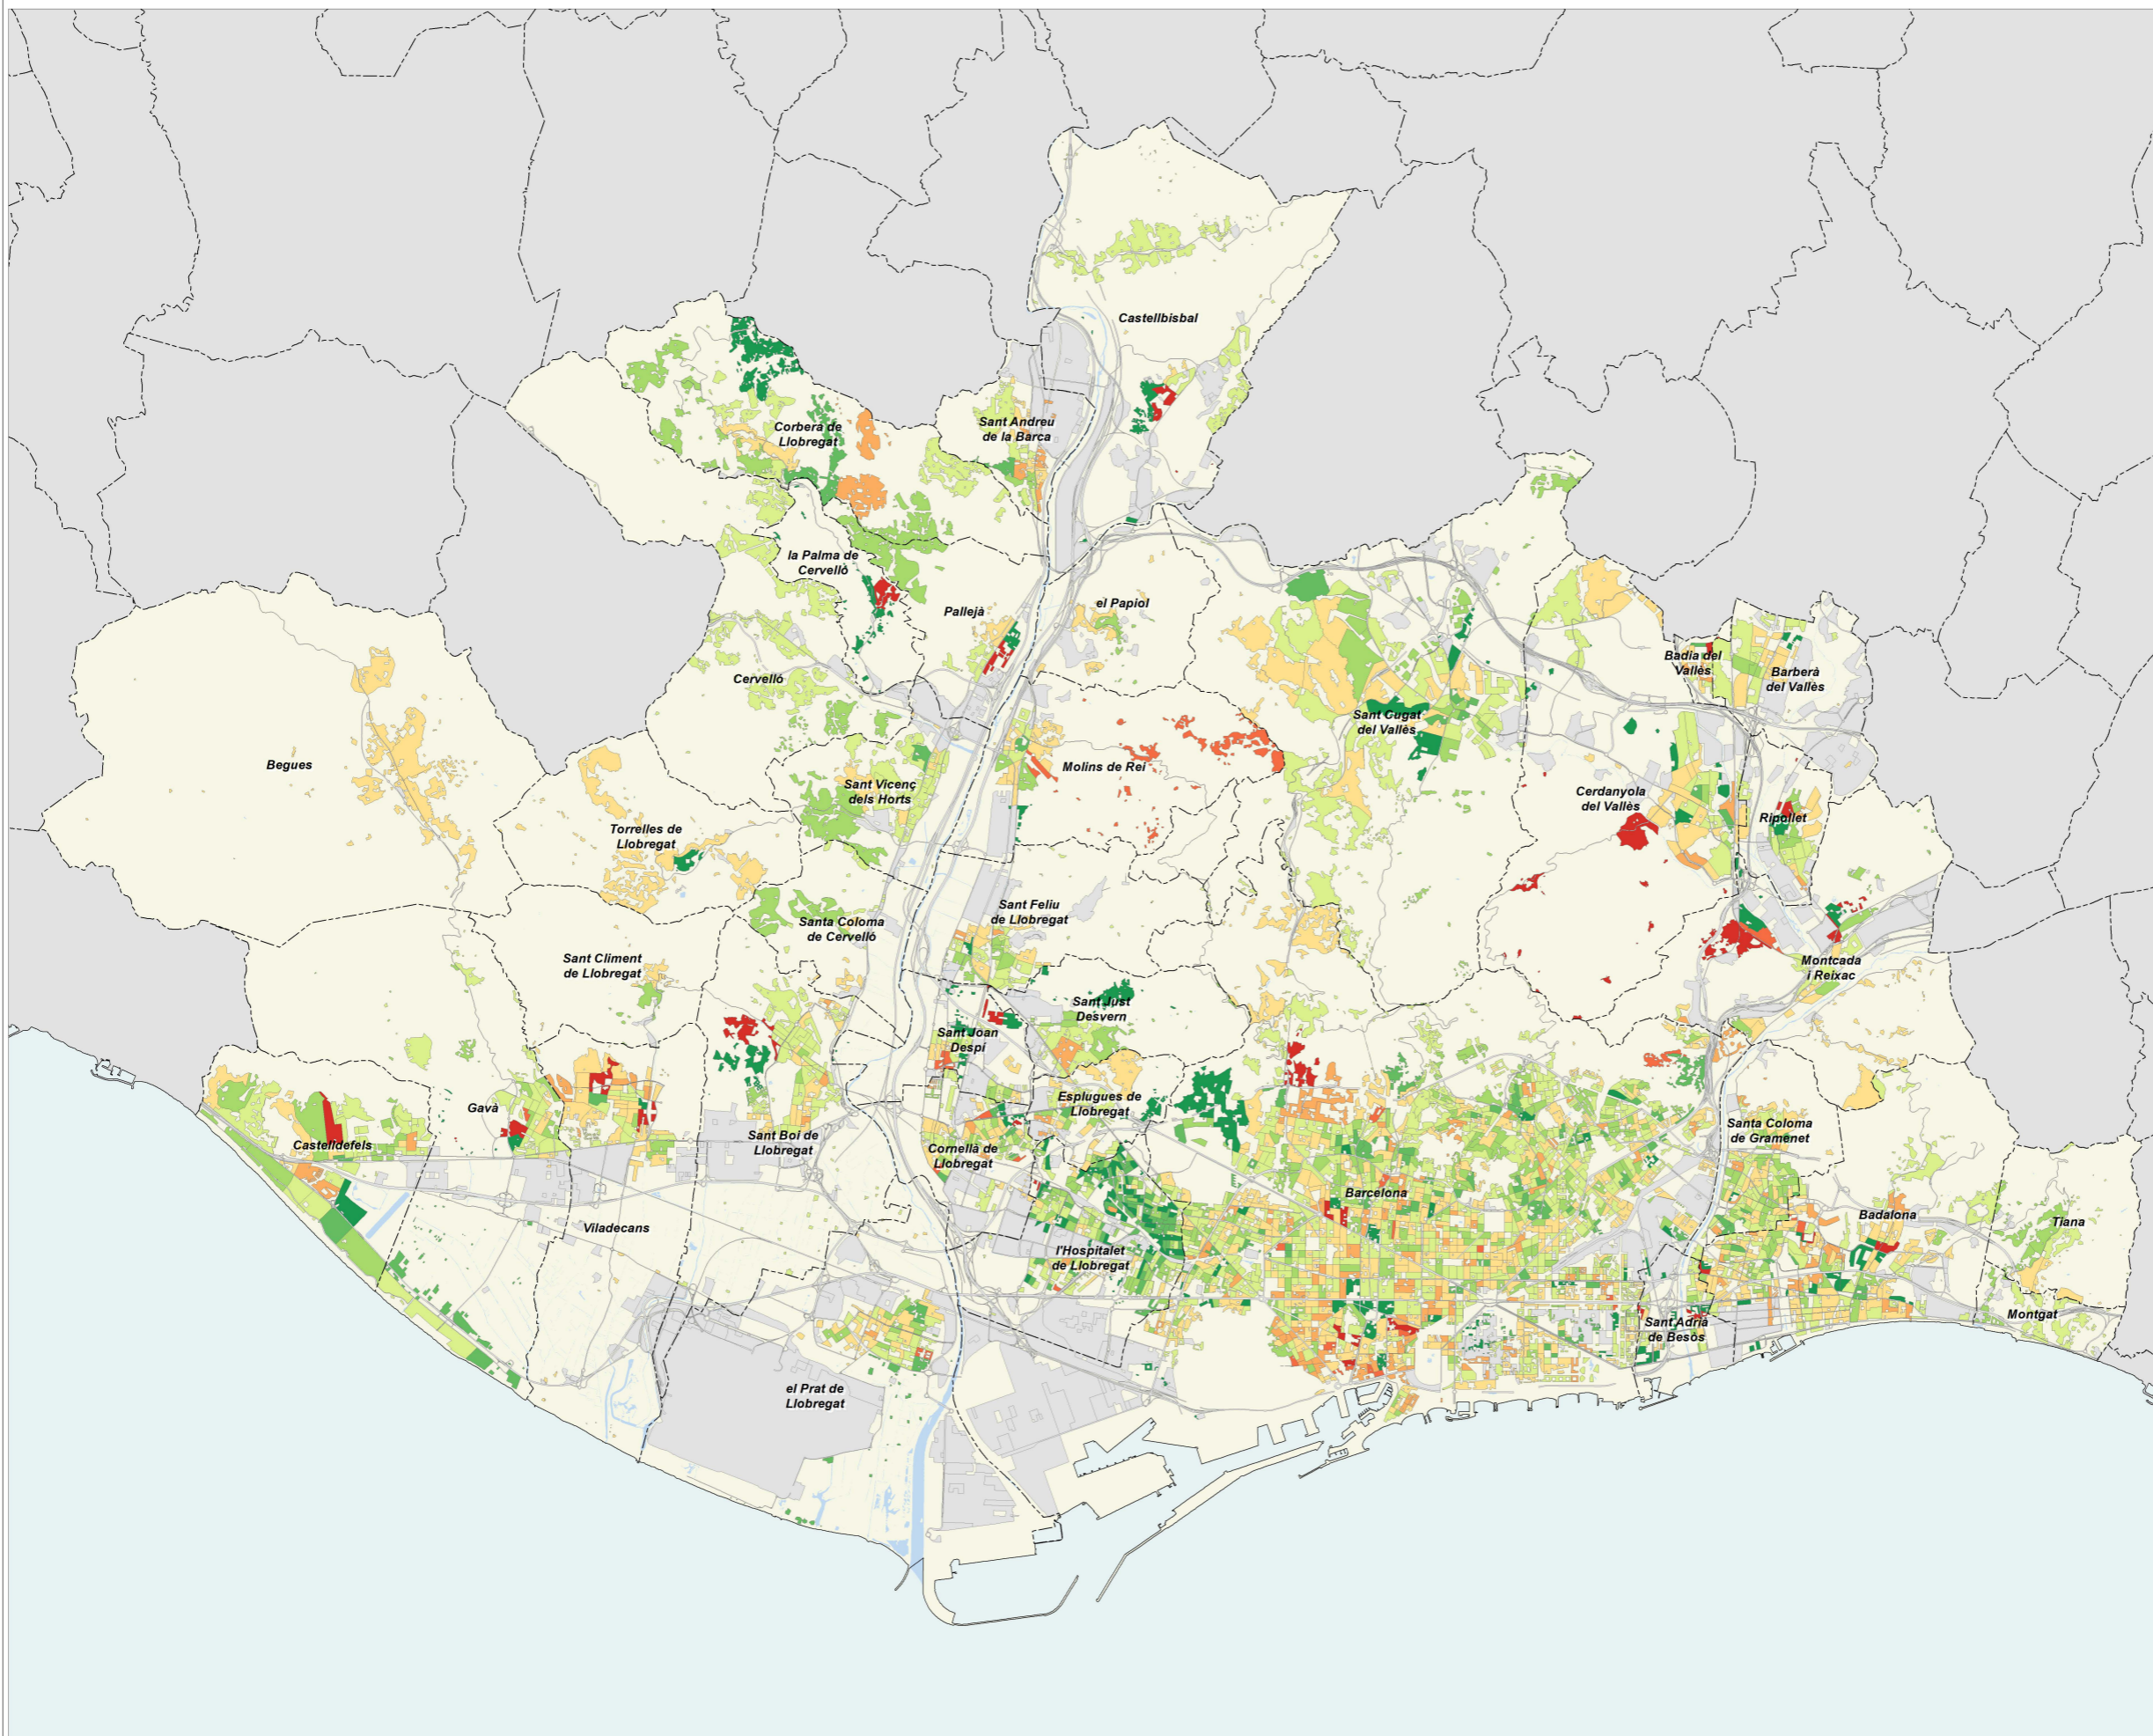 Castellbisbal
Corbera de
Llobregat
Sant Andreu
de la Barca
la Palma de
Cervelló
Pallejà
el Papiol
Badia del
Vallès
Barberà
del Vallès
Cervelló
Sant Cugat
del Vallès
Begues
Molins de Rei
Sant Vicenç
dels Horts
Cerdanyola
del Vallès
Ripollet
Torrelles de
Llobregat
Sant Feliu
de Llobregat
Santa Coloma
de Cervelló
Sant Climent
de Llobregat
Montcada
i Reixac
Sant Just
Desvern
Sant Joan
Despí
Esplugues de
Llobregat
Gavà
Santa Coloma
de Gramenet
Castelldefels
Sant Boi de
Llobregat
Cornellà de
Llobregat
Barcelona
Viladecans
Badalona
Tiana
l'Hospitalet
de Llobregat
Montgat
Sant Adrià
de Besòs
el Prat de
Llobregat